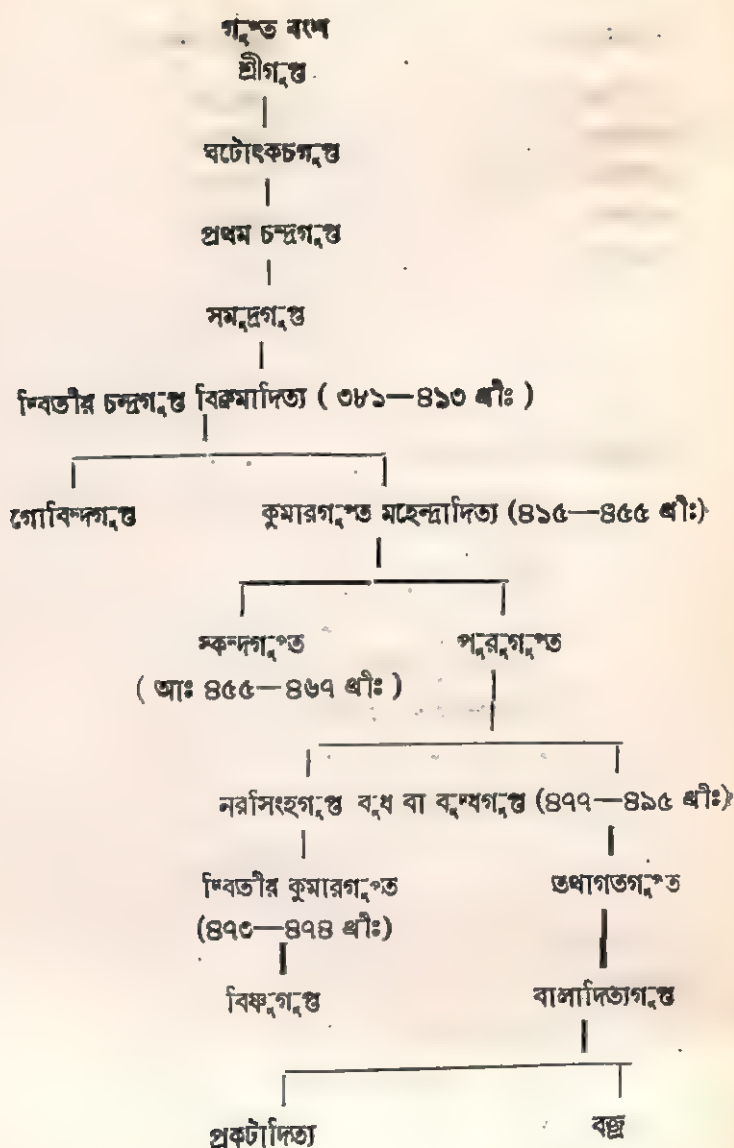 গুপ্ত বংশ
শ্রীগুপ্ত
ঘটোৎকচগুপ্ত
প্রথম চন্দ্রগুপ্ত
সমুদ্রগুপ্ত
দ্বিতীয় চন্দ্রগুপ্ত বিক্রমাদিত্য ( ৩৮১—৪১৩ খ্রীঃ )
গোবিন্দগুপ্ত কুমারগুপ্ত মহেন্দ্রাদিত্য (৪১৫—৪৫৫ খ্রীঃ)
স্কন্দগুপ্ত পুরুগুপ্ত
( আঃ ৪৫৫—৪৬৭ খ্রীঃ )
নরসিংহগুপ্ত বুধ বা বুদ্ধগুপ্ত (৪৭৭—৪৯৫ খ্রীঃ)
দ্বিতীয় কুমারগুপ্ত তথাগতগুপ্ত
(৪৭৩—৪৭৪ খ্রীঃ)
বিষ্ণুগুপ্ত বালাদিত্যগুপ্ত
প্রকটাদিত্য বজ্র